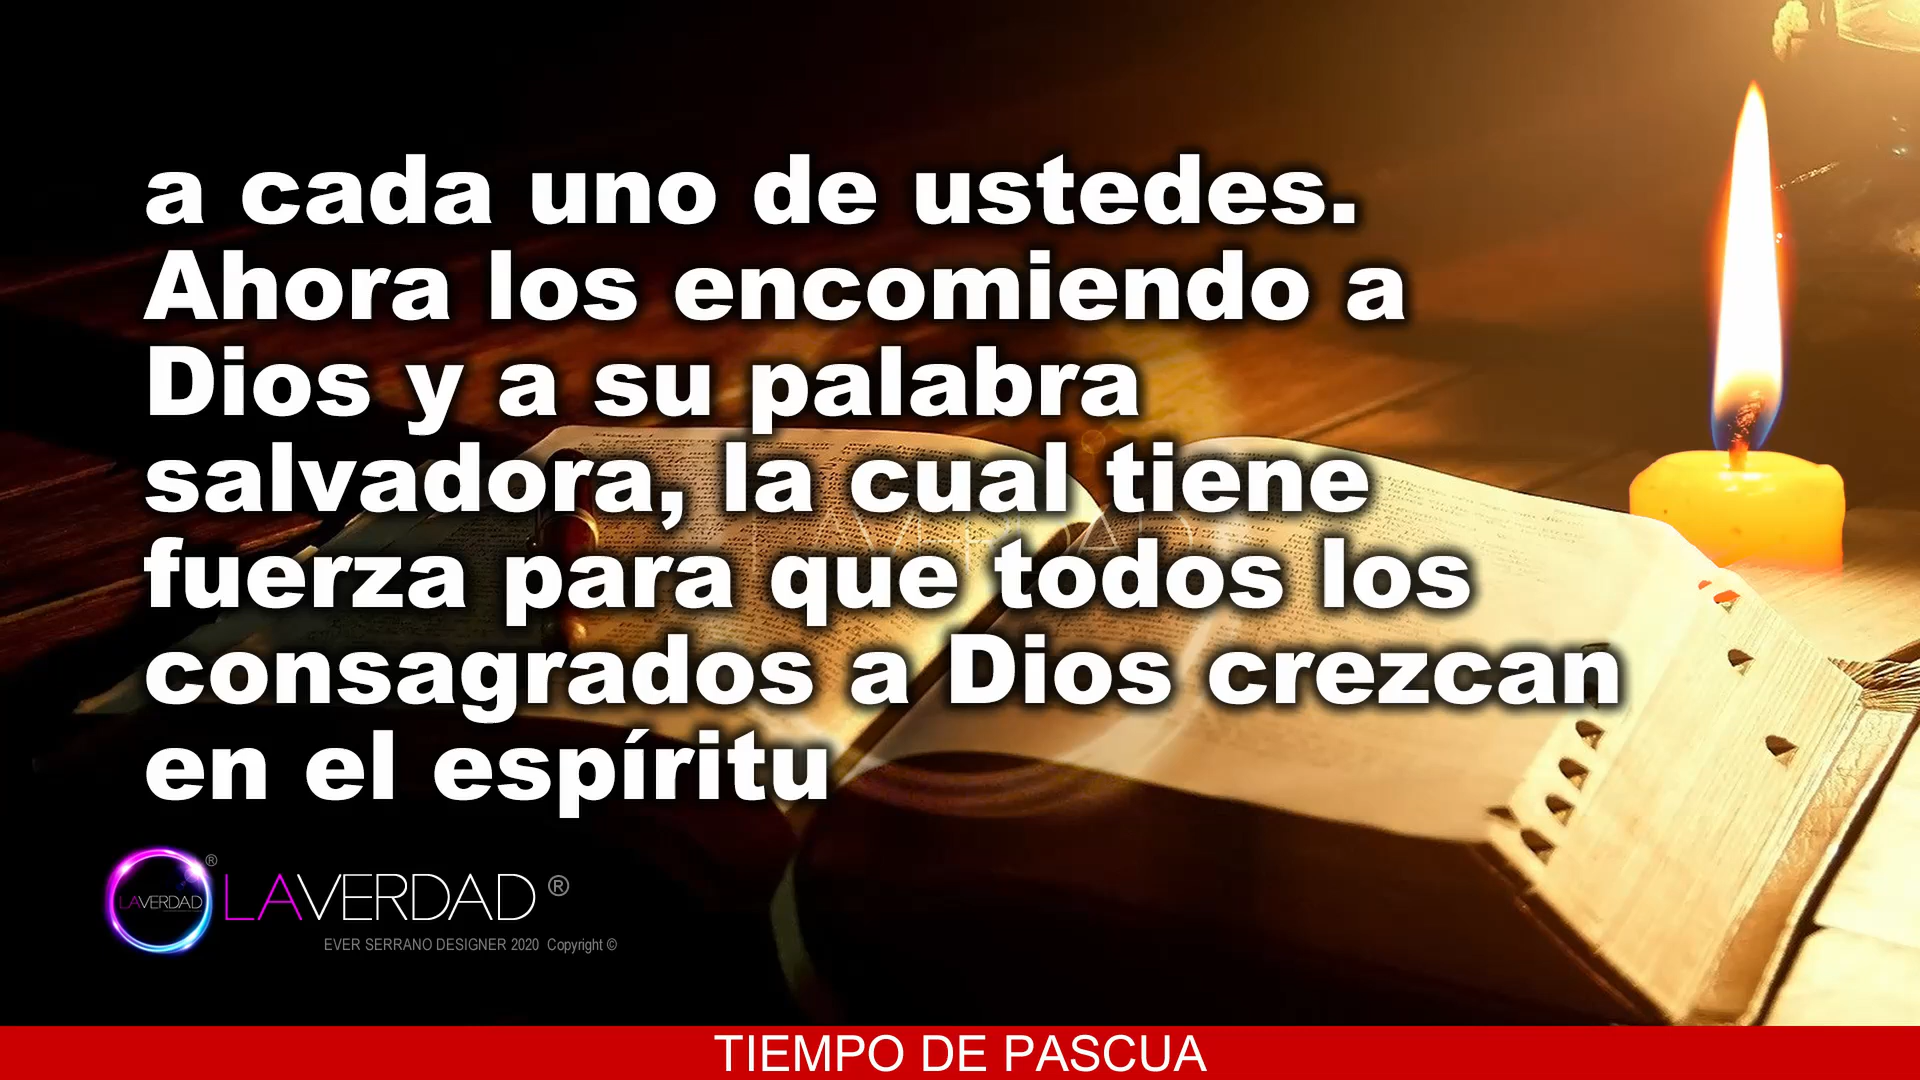 a cada uno de ustedes.
Ahora los encomiendo a
Dios y a su palabra
salvadora, la cual tiene
fuerza para que todos los
consagrados a Dios crezcan
en el espíritu
LAVERDAD ®
LAVERDAD ®
EVER SERRANO DESIGNER 2020 Copyright ©
TIEMPO DE PASCUA